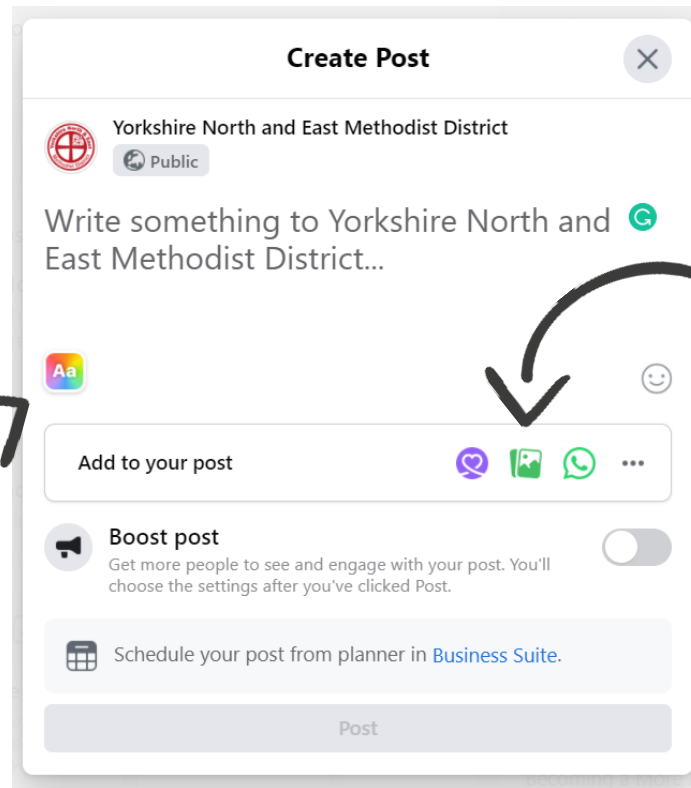 Create Post
Yorkshire North and East Methodist District
Public
Write something to Yorkshire North and
East Methodist District...
Aa
Add to your post
Boost post
Get more people to see and engage with your post. You'll
choose the settings after you've clicked Post.
Schedule your post from planner in Business Suite.
Post
Becoming a More